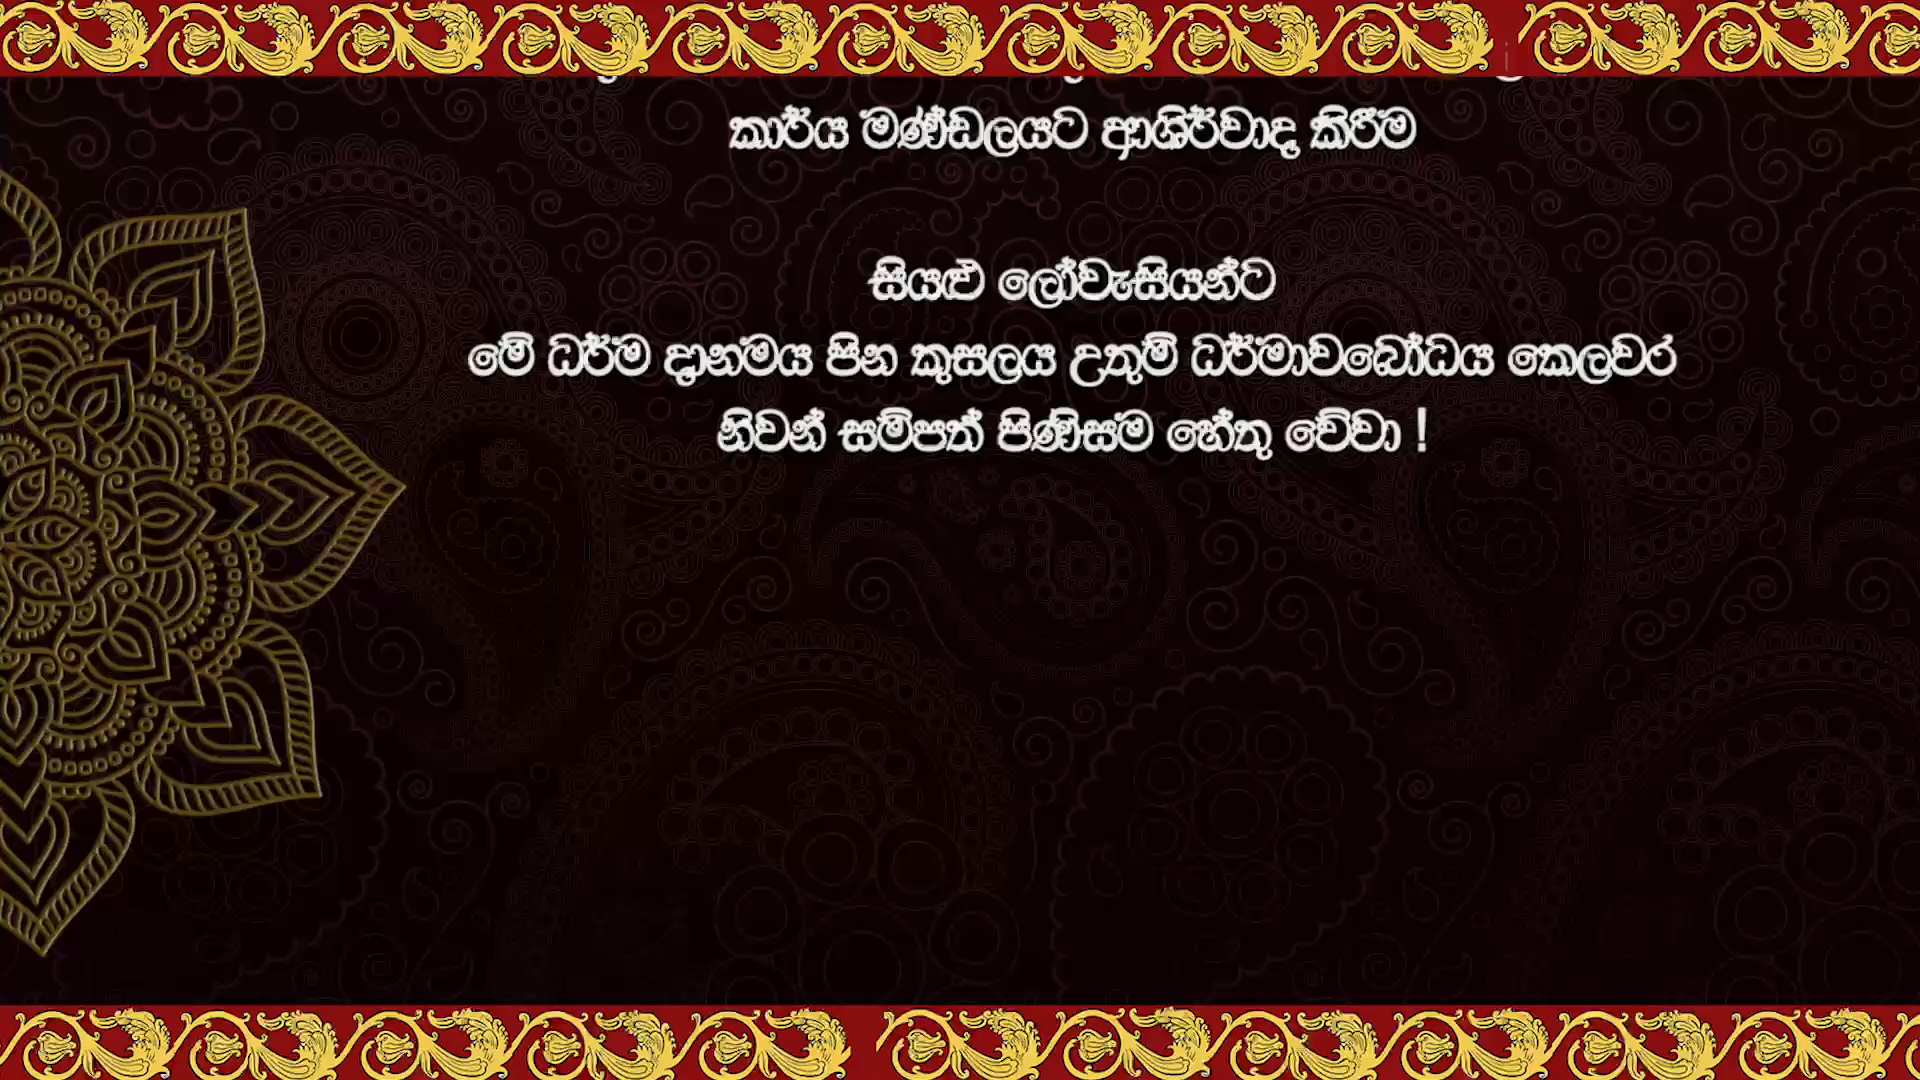 කාර්ය මණ්ඩලයට ආශිර්වාද කිරීම
සියළු ලෝවැසියන්ට
මේ ධර්ම දානමය පින කුසලය උතුම් ධර්මාවබෝධය කෙලවර
නිවන් සම්පත් පිණිසම හේතු වේවා !